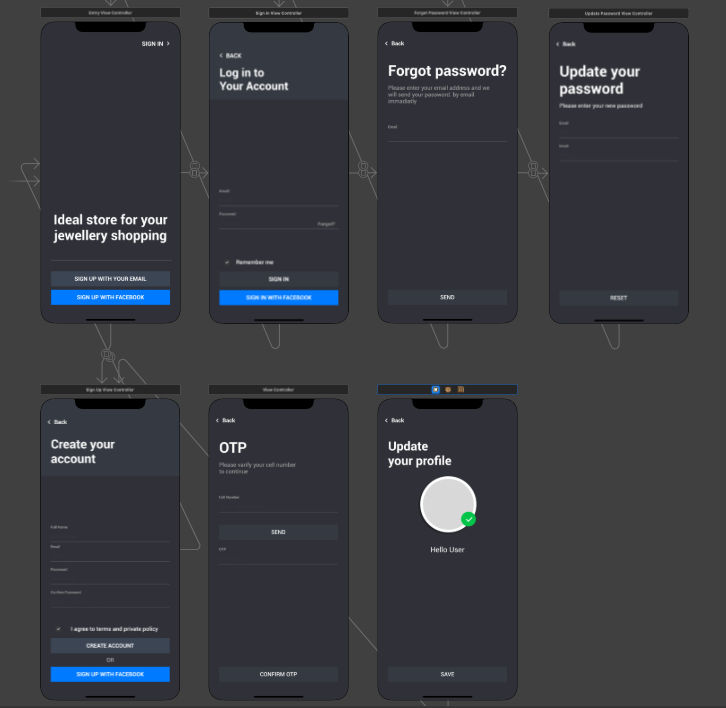 Entry View Controller
SIGN IN >
Ideal store for your
jewellery shopping
SIGN UP WITH YOUR EMAIL
SIGN UP WITH FACEBOOK
Sign In View Controller
< BACK
Log in to
Your Account
Email
Password
Forgot?
Remember me
SIGN IN
SIGN IN WITH FACEBOOK
Forgot Password View Controller
< Back
Forgot password?
Please enter your email address and we
will send your password by email
immediatly
Email
SEND
Update Password View Controller
< Back
Update your
password
Please enter your new password
Email
Email
RESET
Sign Up View Controller
< Back
Create your
account
Full Name
Email
Password
Confirm Password
I agree to terms and private policy
CREATE ACCOUNT
OR
SIGN UP WITH FACEBOOK
View Controller
< Back
OTP
Please varify your cell number
to continue
Cell Number
SEND
OTP
CONFIRM OTP
< Back
Update
your profile
Hello User
SAVE